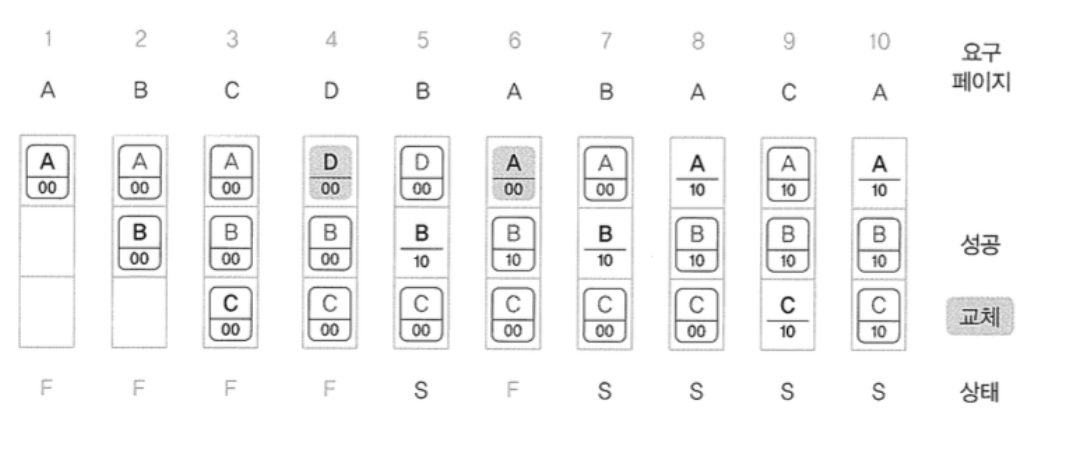 1 2 3 4 5 6 7 8 9 10 요구
A B C D B A B A C A 페이지
A A A D D A A A A A
00 00 00 00 00 00 00 10 10 10
B B B B B B B B B 성공
00 00 00 10 10 10 10 10 10
C C C C C C C C 교체
00 00 00 00 00 00 10 10
F F F F S F S S S S 상태